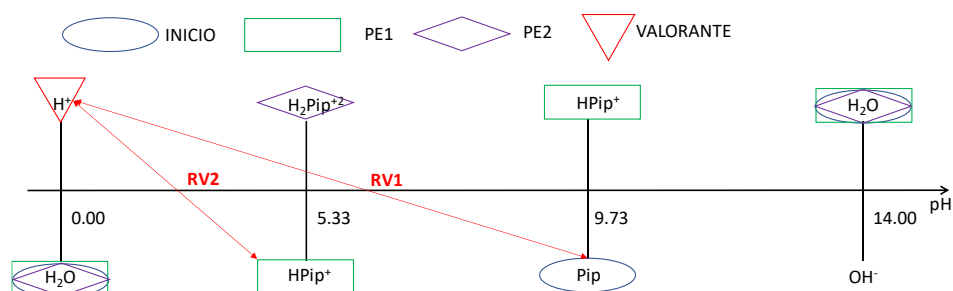 INICIO PE1 PE2 VALORANTE
H⁺ H₂Pip⁺² HPip⁺ H₂O
RV2 RV1
pH
0.00 5.33 9.73 14.00
H₂O HPip⁺ Pip OH⁻